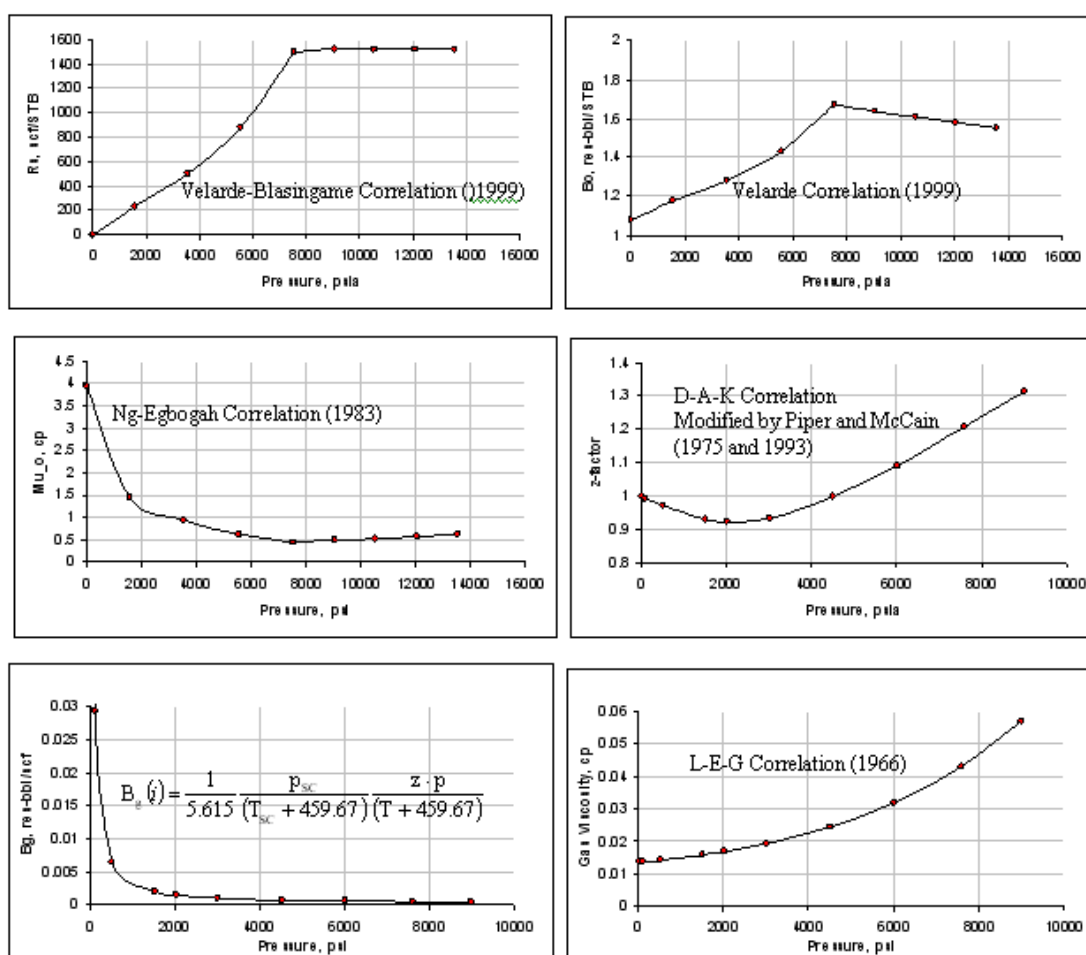 1600
1400
1200
1000
800
600
400
200
0
Rs, scf/STB
Velarde-Blasingame Correlation ()1999)
0 2000 4000 6000 8000 10000 12000 14000 16000
Pressure, psia
2
1.8
1.6
1.4
1.2
1
Bo, res-bbl/STB
Velarde Correlation (1999)
0 2000 4000 6000 8000 10000 12000 14000 16000
Pressure, psia
4.5
4
3.5
3
2.5
2
1.5
1
0.5
0
Mu_o, cp
Ng-Egbogah Correlation (1983)
0 2000 4000 6000 8000 10000 12000 14000 16000
Pressure, psi
1.4
1.3
1.2
1.1
1
0.9
0.8
z-factor
D-A-K Correlation
Modified by Piper and McCain
(1975 and 1993)
0 2000 4000 6000 8000 10000
Pressure, psia
0.03
0.025
0.02
0.015
0.01
0.005
0
Bg, res-bbl/scf
B_g(j) = 1/5.615 p_SC/(T_SC + 459.67) z · p/(T + 459.67)
0 2000 4000 6000 8000 10000
Pressure, psi
0.06
0.05
0.04
0.03
0.02
0.01
0
Gas Viscosity, cp
L-E-G Correlation (1966)
0 2000 4000 6000 8000 10000
Pressure, psi